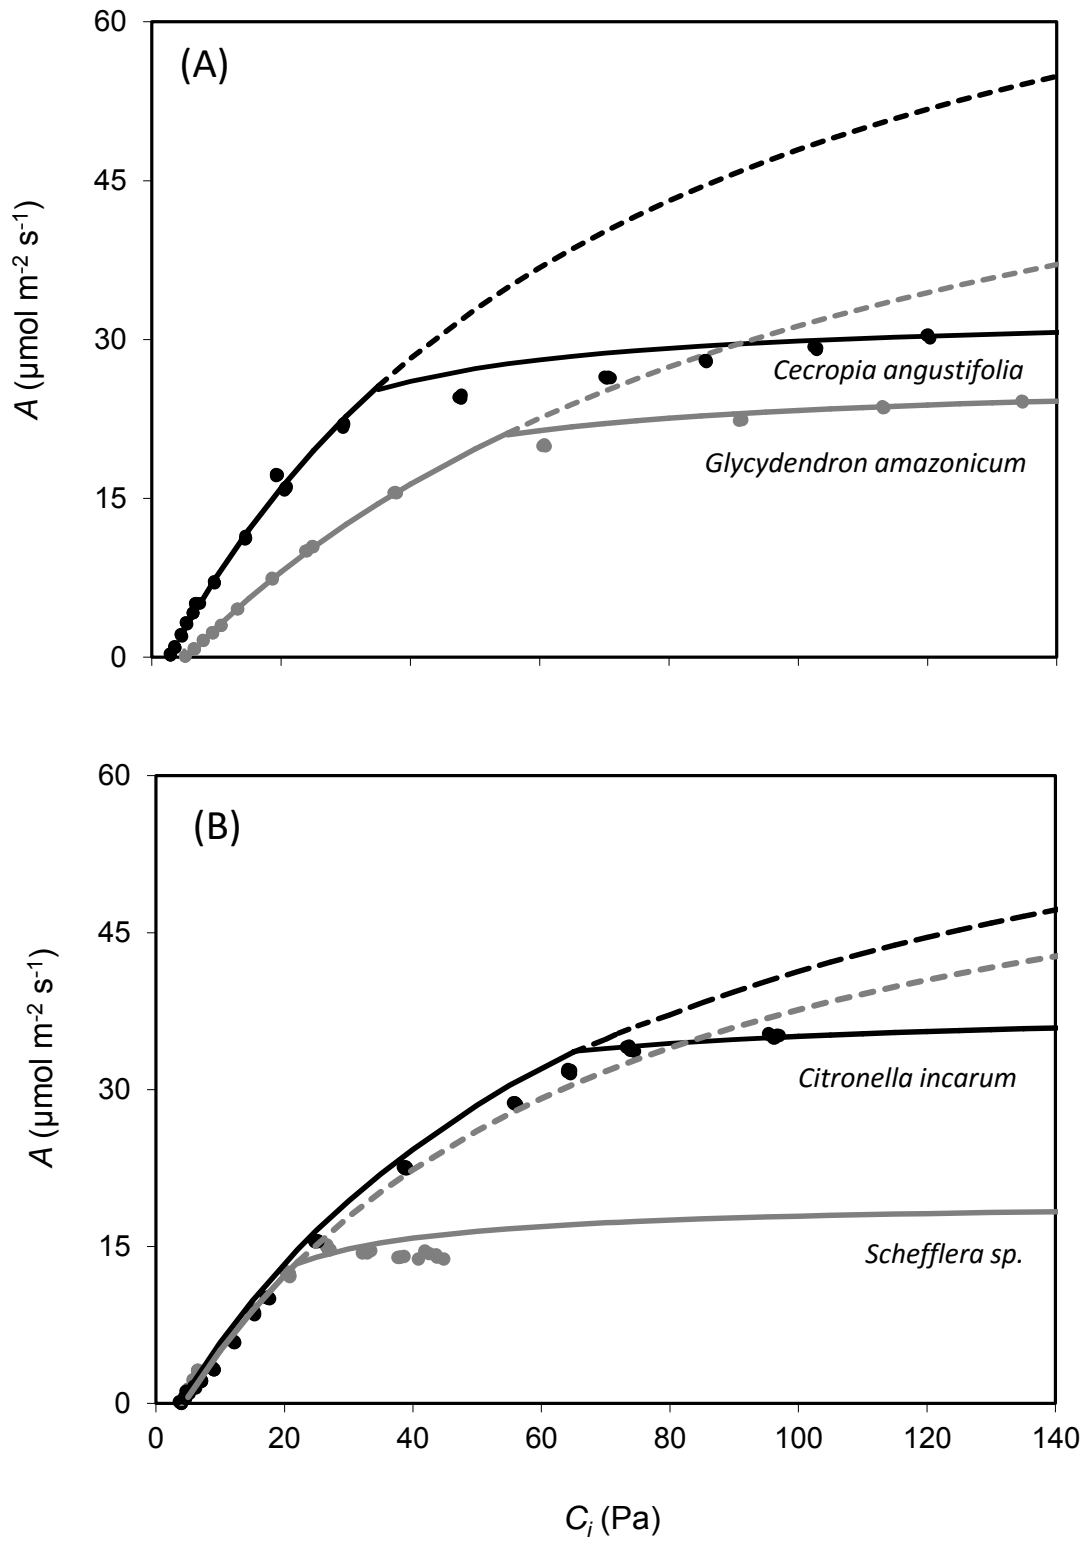 60
(A)
45
A (µmol m-2 s-1)
30
Cecropia angustifolia
Glycydendron amazonicum
15
0
60
(B)
45
A (µmol m-2 s-1)
30
Citronella incarum
15
Schefflera sp.
0
0 20 40 60 80 100 120 140
Ci (Pa)